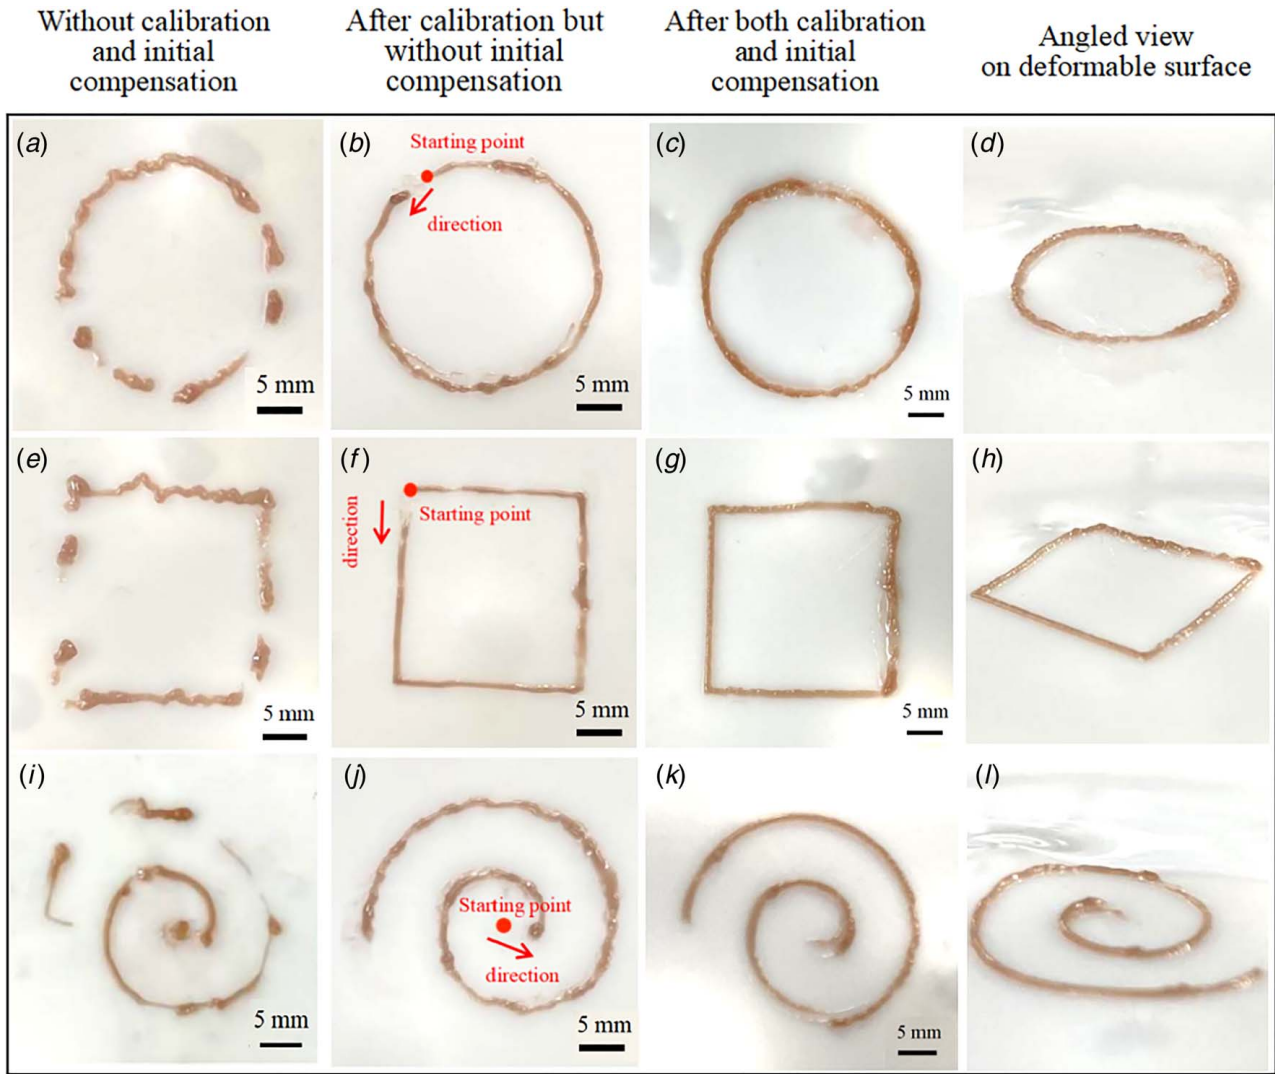 Without calibration
and initial
compensation
After calibration but
without initial
compensation
After both calibration
and initial
compensation
Angled view
on deformable surface
(a)
5 mm
(b)
Starting point
direction
5 mm
(c)
5 mm
(d)
(e)
5 mm
(f)
direction
Starting point
5 mm
(g)
5 mm
(h)
(i)
5 mm
(j)
Starting point
direction
5 mm
(k)
5 mm
(l)